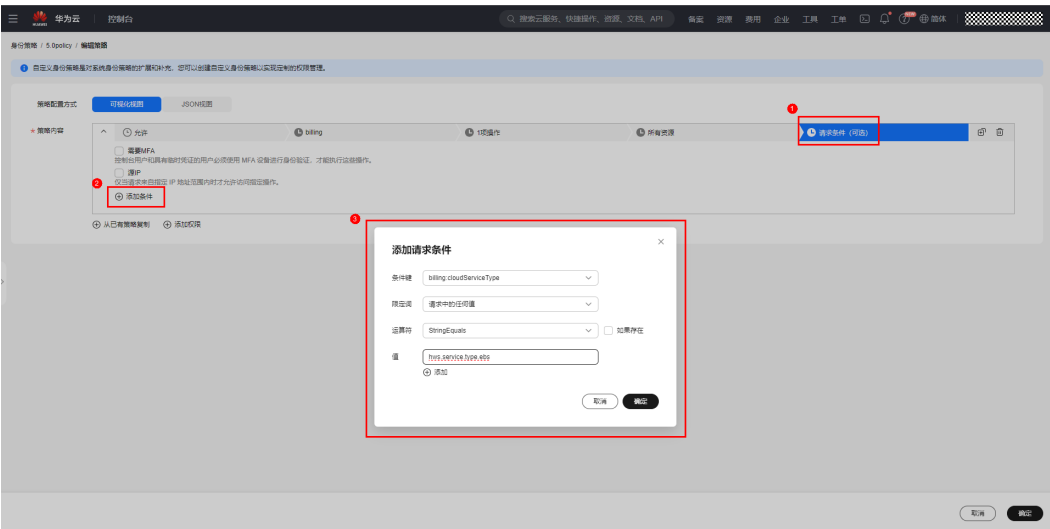 HUAWEI 华为云 控制台 搜索云服务、快捷操作、资源、文档、API 备案 资源 费用 企业 工具 工单 NEW 简体
身份策略 / 5.0policy / 编辑策略
自定义身份策略是对系统身份策略的扩展和补充，您可以创建自定义身份策略以实现定制的权限管理。
策略配置方式 可视化视图 JSON视图
1
* 策略内容 允许 billing 1项操作 所有资源 请求条件（可选）
需要MFA
控制台用户和具有临时凭证的用户必须使用 MFA 设备进行身份验证，才能执行这些操作。
源IP
2 仅当请求来自指定 IP 地址范围内时才允许访问指定操作。
添加条件
从已有策略复制 添加权限
3
添加请求条件
条件键 billing:cloudServiceType
限定词 请求中的任何值
运算符 StringEquals 如果存在
值 hws.service.type.ebs
添加
取消 确定
取消 确定